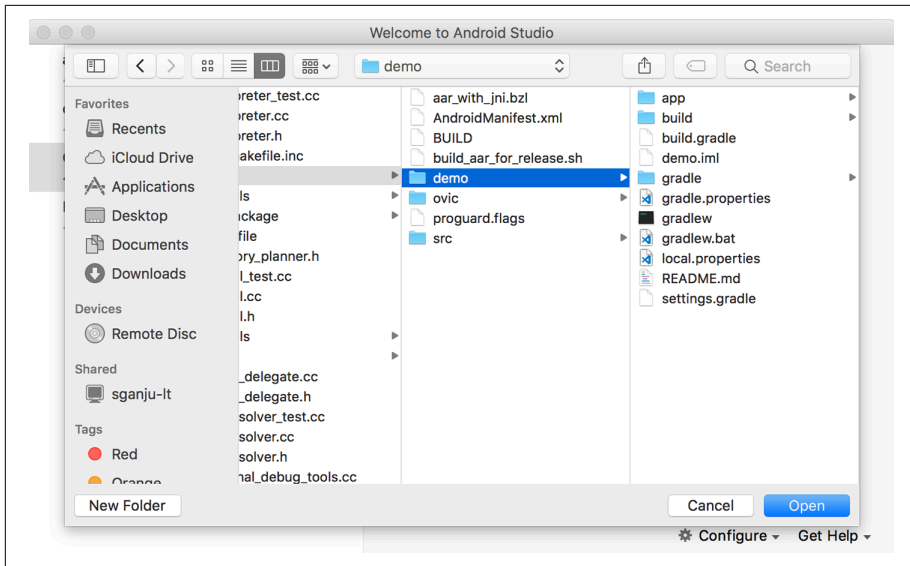 Welcome to Android Studio
demo
Search
Favorites
Recents
iCloud Drive
Applications
Desktop
Documents
Downloads
Devices
Remote Disc
Shared
sganju-lt
Tags
Red
Orange
preter_test.cc
preter.cc
preter.h
akefile.inc
ls
ckage
file
ory_planner.h
l_test.cc
l.cc
l.h
ls
_delegate.cc
_delegate.h
solver_test.cc
solver.cc
solver.h
nal_debug_tools.cc
aar_with_jni.bzl
AndroidManifest.xml
BUILD
build_aar_for_release.sh
demo
ovic
proguard.flags
src
app
build
build.gradle
demo.iml
gradle
gradle.properties
gradlew
gradlew.bat
local.properties
README.md
settings.gradle
New Folder
Cancel
Open
Configure
Get Help